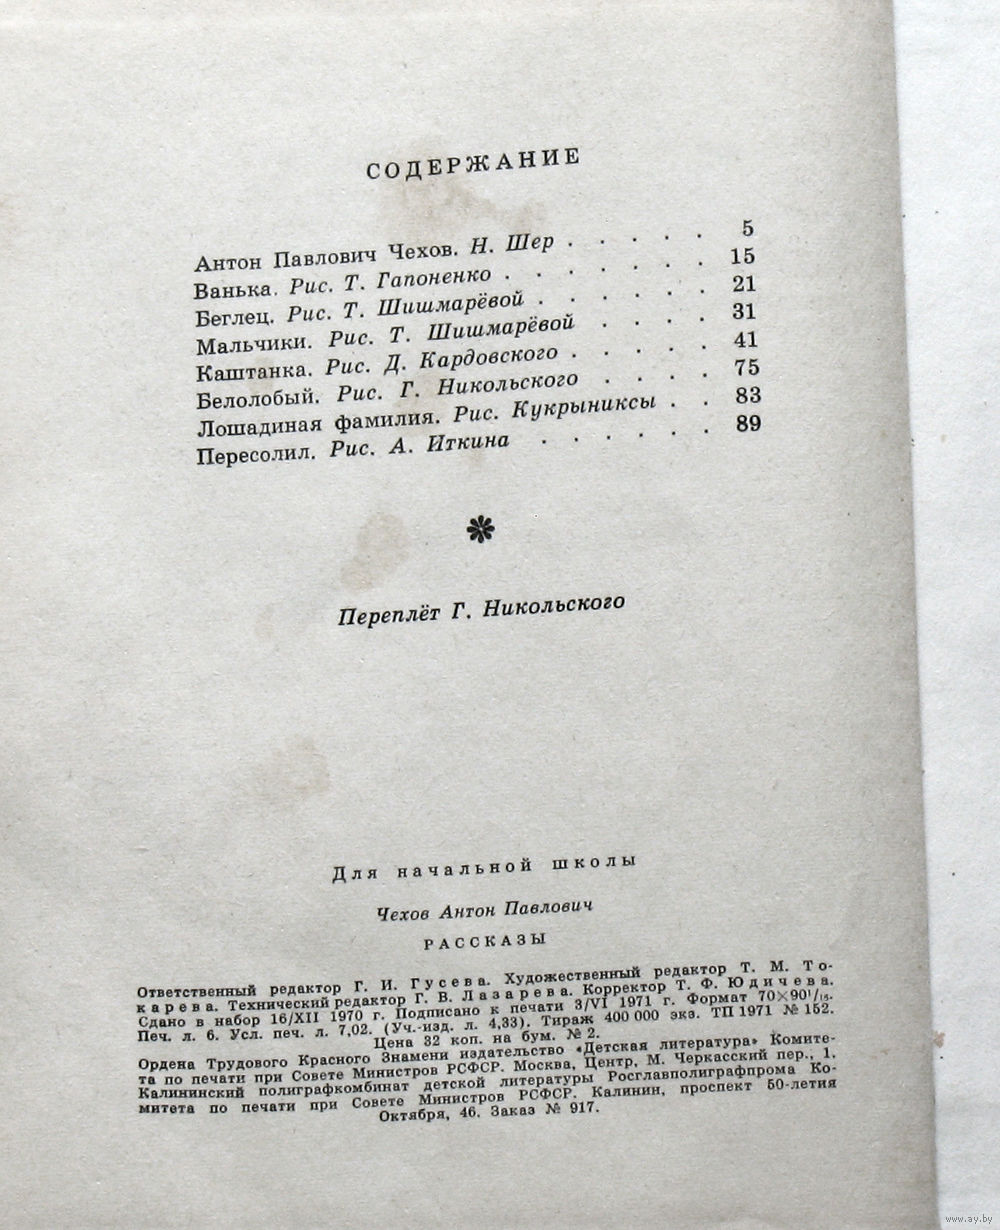 СОДЕРЖАНИЕ
Антон Павлович Чехов. Н. Шер . . . . . 5
Ванька. Рис. Т. Гапоненко . . . . . . . 15
Беглец. Рис. Т. Шишмарёвой . . . . . . 21
Мальчики. Рис. Т. Шишмарёвой . . . . 31
Каштанка. Рис. Д. Кардовского . . . . . 41
Белолобый. Рис. Г. Никольского . . . . 75
Лошадиная фамилия. Рис. Кукрыниксы . . 83
Пересолил. Рис. А. Иткина . . . . . . 89
Переплёт Г. Никольского
Для начальной школы
Чехов Антон Павлович
РАССКАЗЫ
Ответственный редактор Г. И. Гусева. Художественный редактор Т. М. То-
карева. Технический редактор Г. В. Лазарева. Корректор Т. Ф. Юдичева.
Сдано в набор 16/XII 1970 г. Подписано к печати 3/VI 1971 г. Формат 70×90¹/₁₆.
Печ. л. 6. Усл. печ. л. 7,02. (Уч.-изд. л. 4,33). Тираж 400 000 экз. ТП 1971 № 152.
Цена 32 коп. на бум. № 2.
Ордена Трудового Красного Знамени издательство «Детская литература» Комите-
та по печати при Совете Министров РСФСР. Москва, Центр, М. Черкасский пер., 1.
Калининский полиграфкомбинат детской литературы Росглавполиграфпрома Ко-
митета по печати при Совете Министров РСФСР. Калинин, проспект 50-летия
Октября, 46. Заказ № 917.
www.ay.by